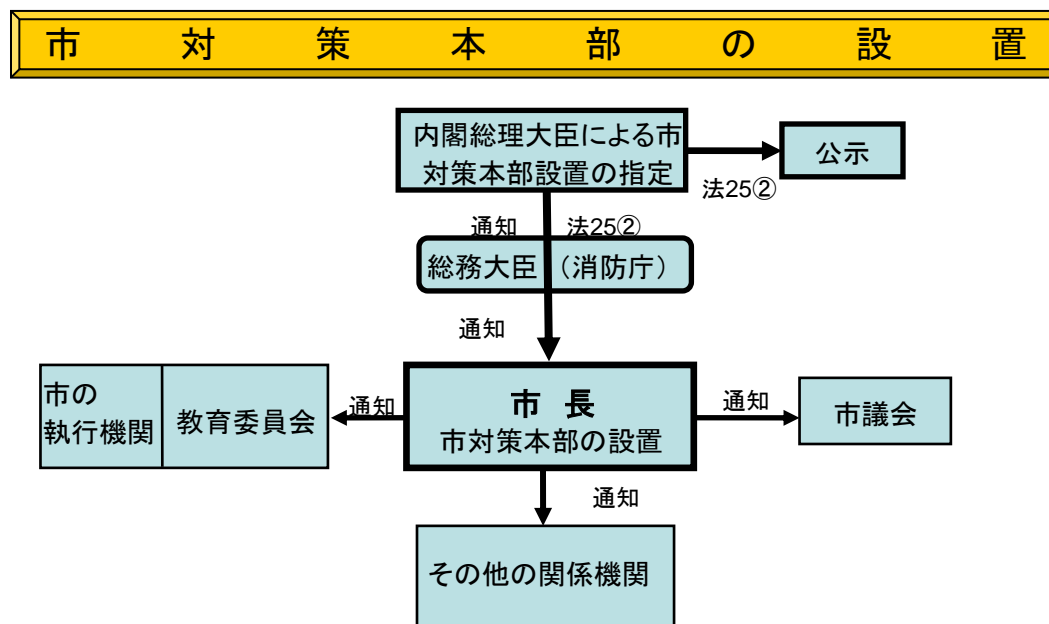 市対策本部の設置
内閣総理大臣による市
対策本部設置の指定
公示
法25②
通知 法25②
総務大臣（消防庁）
通知
市の
執行機関
教育委員会
通知
市 長
市対策本部の設置
通知
市議会
通知
その他の関係機関